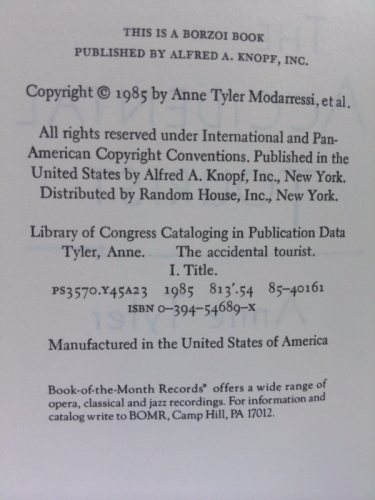 THIS IS A BORZOI BOOK
PUBLISHED BY ALFRED A. KNOPF, INC.
Copyright © 1985 by Anne Tyler Modarressi, et al.
All rights reserved under International and Pan-
American Copyright Conventions. Published in the
United States by Alfred A. Knopf, Inc., New York.
Distributed by Random House, Inc., New York.
Library of Congress Cataloging in Publication Data
Tyler, Anne. The accidental tourist.
I. Title.
PS3570.Y45A23 1985 813'.54 85-40161
ISBN 0-394-54689-X
Manufactured in the United States of America
Book-of-the-Month Records® offers a wide range of
opera, classical and jazz recordings. For information and
catalog write to BOMR, Camp Hill, PA 17012.